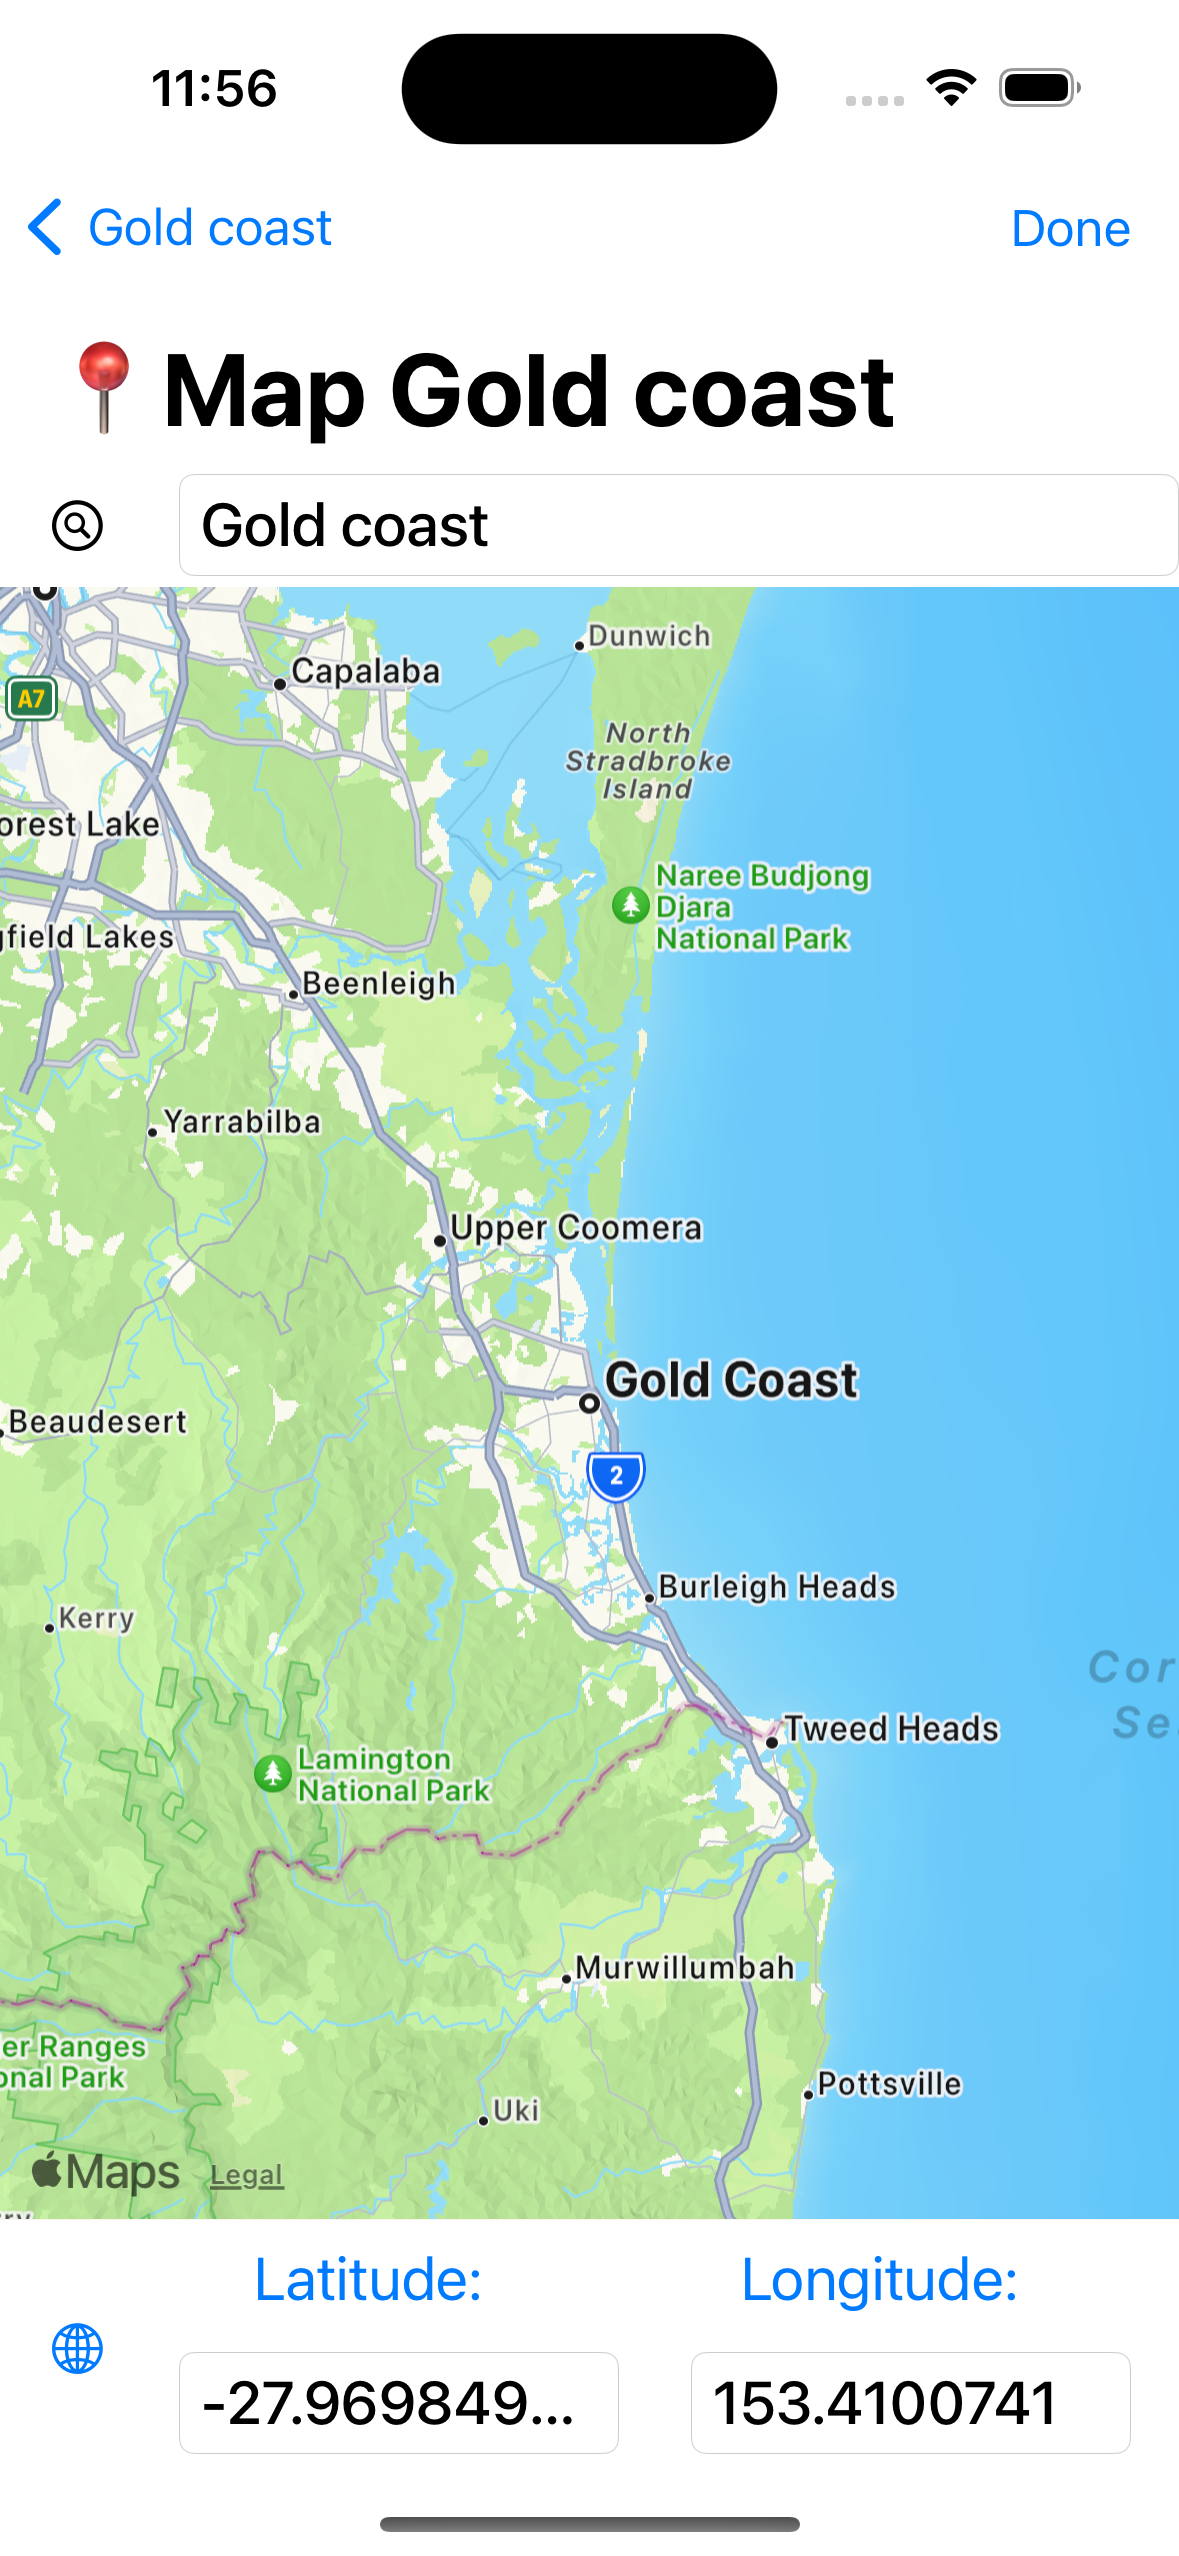 11:56
Gold coast
Done
Map Gold coast
Gold coast
Dunwich
Capalaba
A7
North
Stradbroke
Island
orest Lake
Naree Budjong
Djara
National Park
gfield Lakes
Beenleigh
Yarrabilba
Upper Coomera
Gold Coast
Beaudesert
2
Burleigh Heads
Kerry
Cor
Se
Tweed Heads
Lamington
National Park
Murwillumbah
er Ranges
onal Park
Pottsville
Uki
Maps Legal
Latitude:
Longitude:
-27.969849...
153.4100741